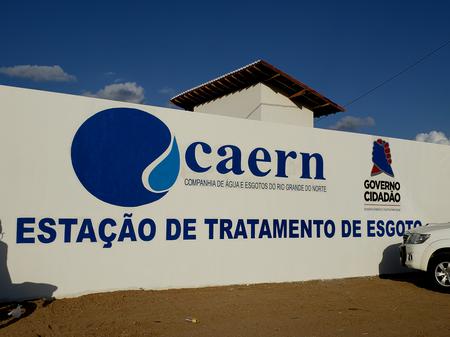 caern
COMPANHIA DE ÁGUA E ESGOTOS DO RIO GRANDE DO NORTE
GOVERNO
CIDADÃO
ESTAÇÃO DE TRATAMENTO DE ESGOTO